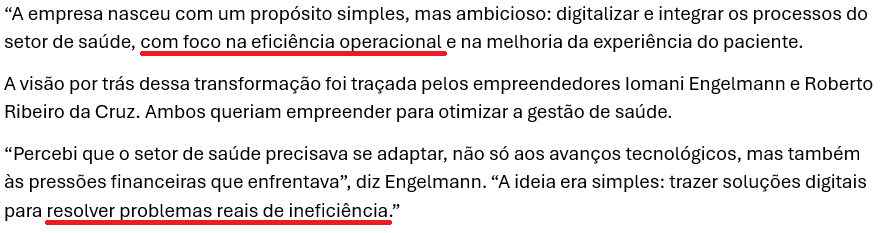 “A empresa nasceu com um propósito simples, mas ambicioso: digitalizar e integrar os processos do
setor de saúde, com foco na eficiência operacional e na melhoria da experiência do paciente.
A visão por trás dessa transformação foi traçada pelos empreendedores Iomani Engelmann e Roberto
Ribeiro da Cruz. Ambos queriam empreender para otimizar a gestão de saúde.
“Percebi que o setor de saúde precisava se adaptar, não só aos avanços tecnológicos, mas também
às pressões financeiras que enfrentava”, diz Engelmann. “A ideia era simples: trazer soluções digitais
para resolver problemas reais de ineficiência.”